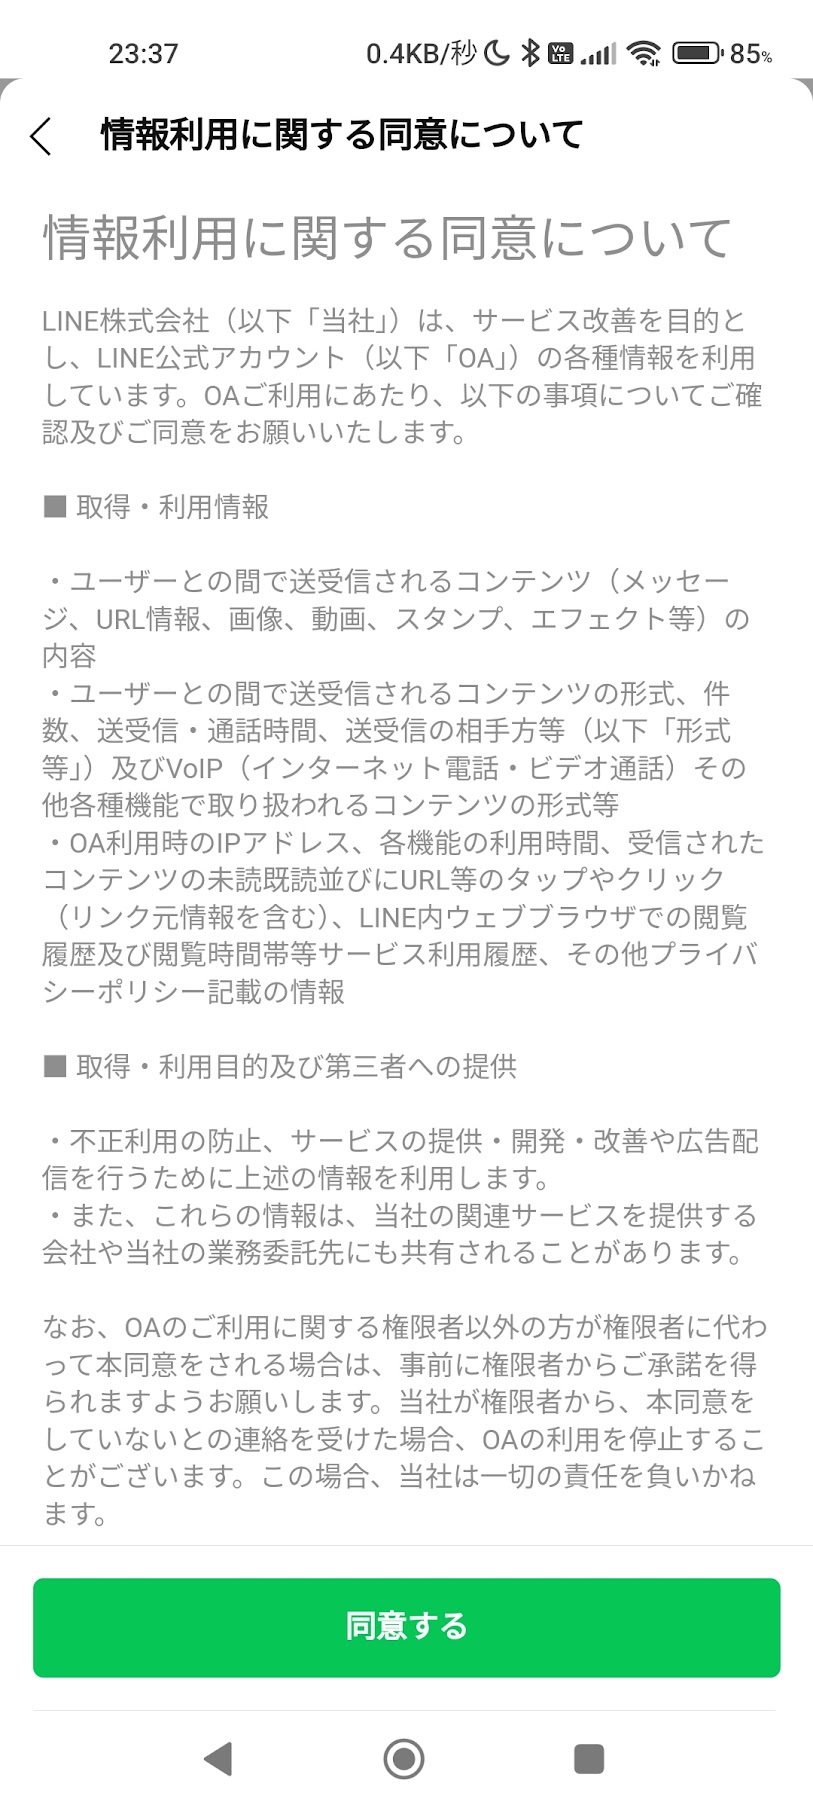 23:37 0.4KB/秒 Vo LTE 85%
情報利用に関する同意について
情報利用に関する同意について
LINE株式会社（以下「当社」）は、サービス改善を目的と
し、LINE公式アカウント（以下「OA」）の各種情報を利用
しています。OAご利用にあたり、以下の事項についてご確
認及びご同意をお願いいたします。
■ 取得・利用情報
・ユーザーとの間で送受信されるコンテンツ（メッセー
ジ、URL情報、画像、動画、スタンプ、エフェクト等）の
内容
・ユーザーとの間で送受信されるコンテンツの形式、件
数、送受信・通話時間、送受信の相手方等（以下「形式
等」）及びVoIP（インターネット電話・ビデオ通話）その
他各種機能で取り扱われるコンテンツの形式等
・OA利用時のIPアドレス、各機能の利用時間、受信された
コンテンツの未読既読並びにURL等のタップやクリック
（リンク元情報を含む）、LINE内ウェブブラウザでの閲覧
履歴及び閲覧時間帯等サービス利用履歴、その他プライバ
シーポリシー記載の情報
■ 取得・利用目的及び第三者への提供
・不正利用の防止、サービスの提供・開発・改善や広告配
信を行うために上述の情報を利用します。
・また、これらの情報は、当社の関連サービスを提供する
会社や当社の業務委託先にも共有されることがあります。
なお、OAのご利用に関する権限者以外の方が権限者に代わ
って本同意をされる場合は、事前に権限者からご承諾を得
られますようお願いします。当社が権限者から、本同意を
していないとの連絡を受けた場合、OAの利用を停止するこ
とがございます。この場合、当社は一切の責任を負いかね
ます。
同意する